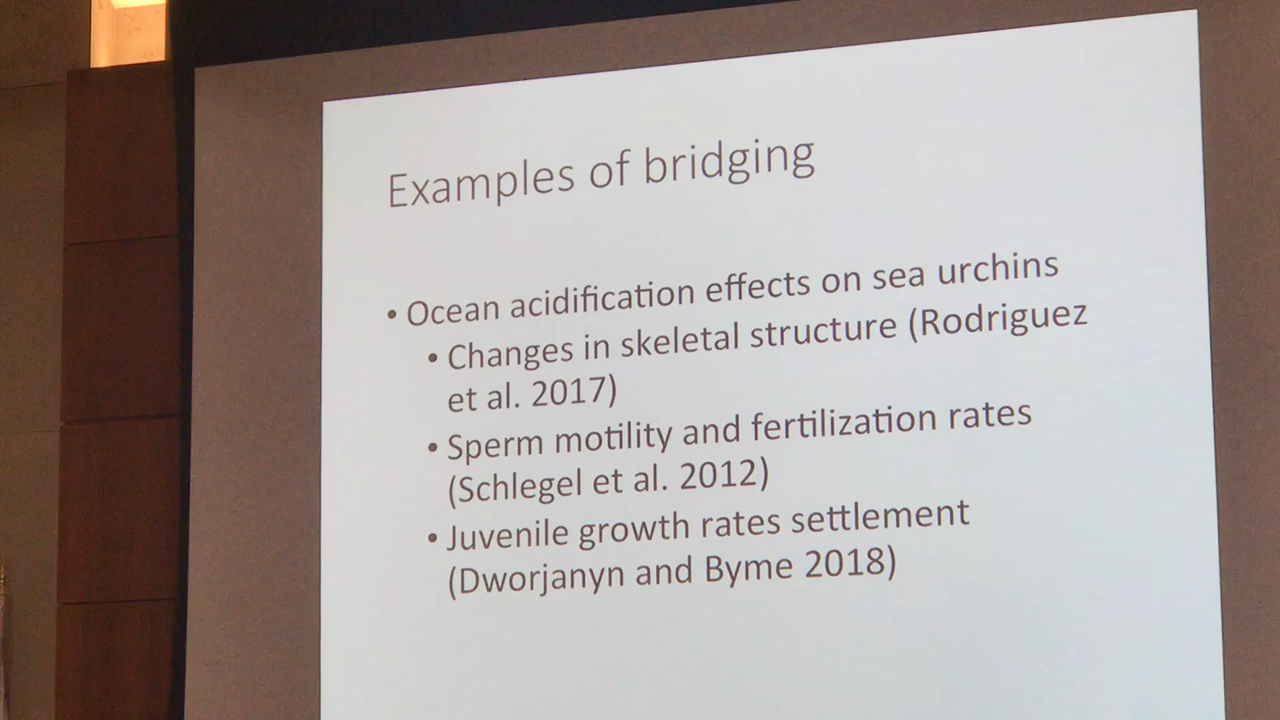 Examples of bridging
• Ocean acidification effects on sea urchins
• Changes in skeletal structure (Rodriguez
et al. 2017)
• Sperm motility and fertilization rates
(Schlegel et al. 2012)
• Juvenile growth rates settlement
(Dworjanyn and Byme 2018)